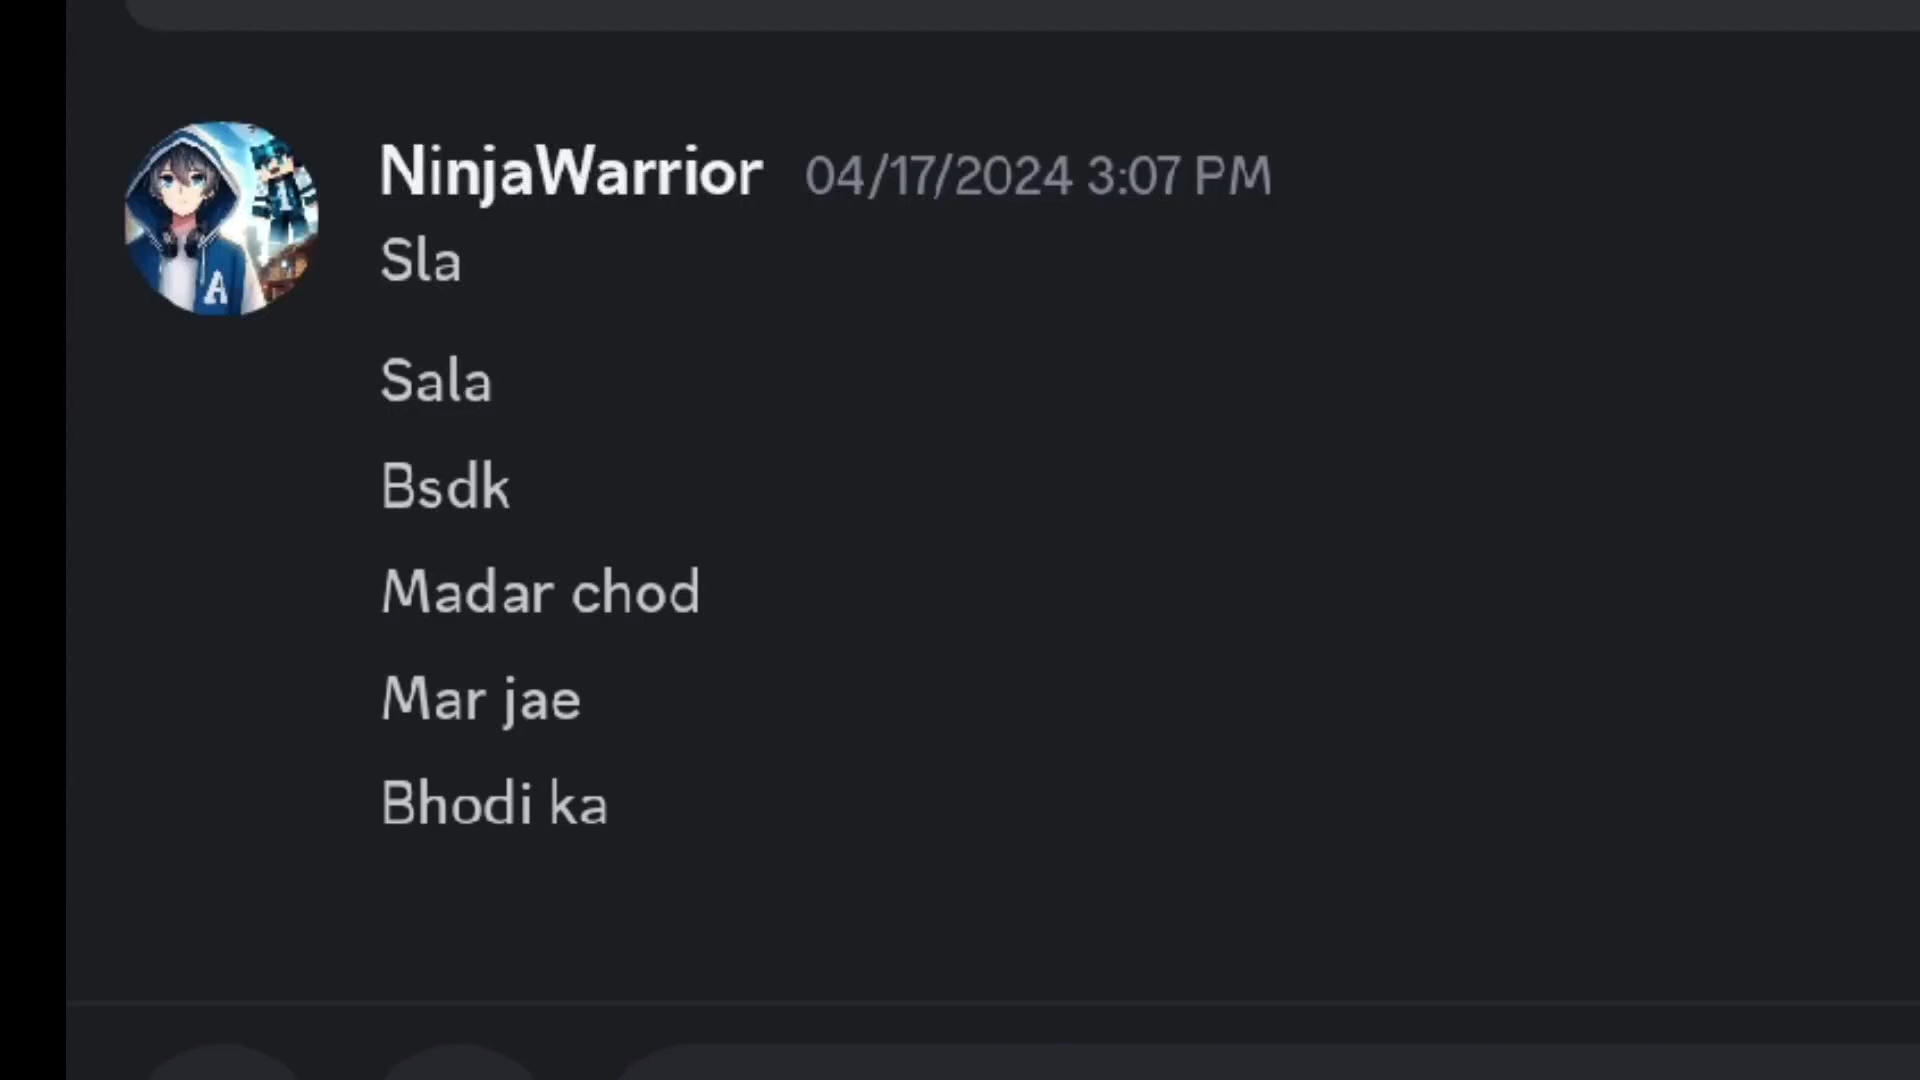 NinjaWarrior 04/17/2024 3:07 PM
Sla
Sala
Bsdk
Madar chod
Mar jae
Bhodi ka
A